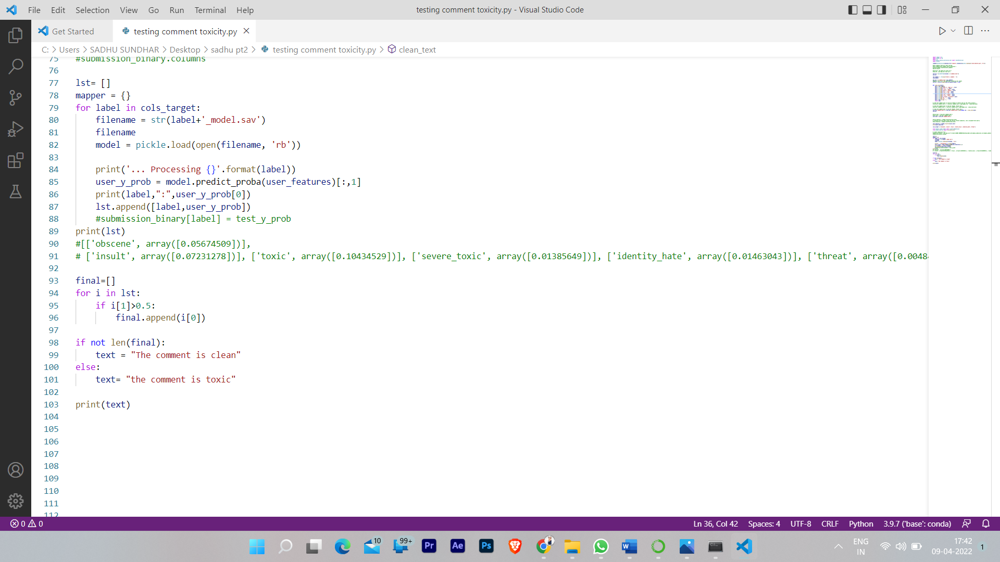 File Edit Selection View Go Run Terminal Help
testing comment toxicity.py - Visual Studio Code
Get Started
testing comment toxicity.py
C: > Users > SADHU SUNDHAR > Desktop > sadhu pt2 > testing comment toxicity.py > clean_text
75 #submission_binary.columns
76
77 lst= []
78 mapper = {}
79 for label in cols_target:
80     filename = str(label+'_model.sav')
81     filename
82     model = pickle.load(open(filename, 'rb'))
83
84     print('... Processing {}'.format(label))
85     user_y_prob = model.predict_proba(user_features)[:,1]
86     print(label,":",user_y_prob[0])
87     lst.append([label,user_y_prob])
88     #submission_binary[label] = test_y_prob
89 print(lst)
90 #[['obscene', array([0.05674509])],
91 # ['insult', array([0.07231278])], ['toxic', array([0.10434529])], ['severe_toxic', array([0.01385649])], ['identity_hate', array([0.01463043])], ['threat', array([0.0048
92
93 final=[]
94 for i in lst:
95     if i[1]>0.5:
96         final.append(i[0])
97
98 if not len(final):
99     text = "The comment is clean"
100 else:
101     text= "the comment is toxic"
102
103 print(text)
104
105
106
107
108
109
110
111
112
0 0
Ln 36, Col 42 Spaces: 4 UTF-8 CRLF Python 3.9.7 ('base': conda)
10 99+ Pr Ae Ps
ENG
IN
17:42
09-04-2022
1